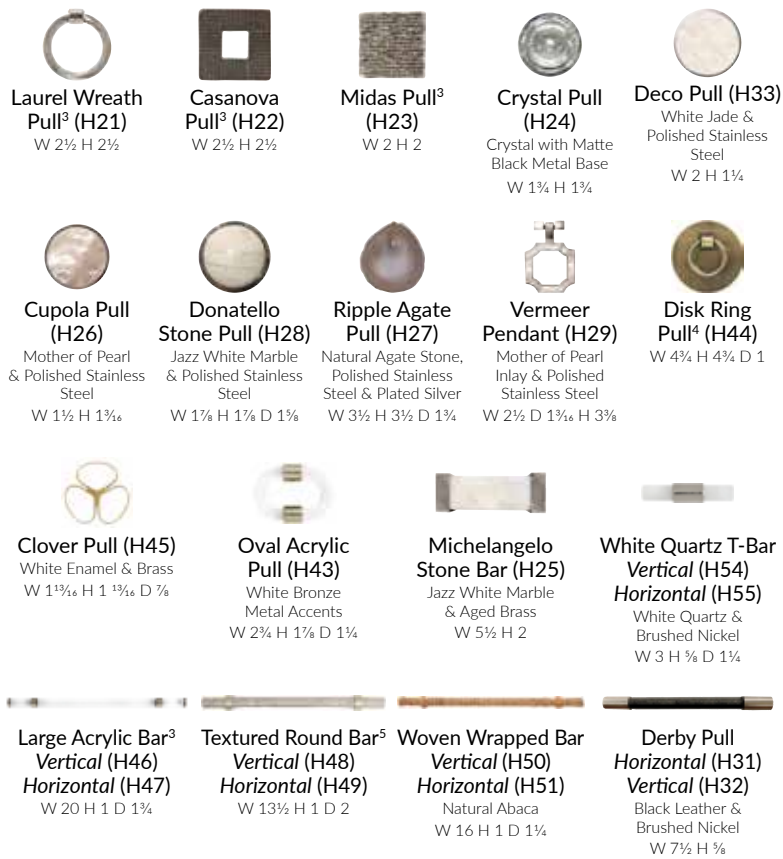 Laurel Wreath
Pull³ (H21)
W 2½ H 2½
Casanova
Pull³ (H22)
W 2½ H 2½
Midas Pull³
(H23)
W 2 H 2
Crystal Pull
(H24)
Crystal with Matte
Black Metal Base
W 1¾ H 1¾
Deco Pull (H33)
White Jade &
Polished Stainless
Steel
W 2 H 1¼
Cupola Pull
(H26)
Mother of Pearl
& Polished Stainless
Steel
W 1½ H 1³⁄₁₆
Donatello
Stone Pull (H28)
Jazz White Marble
& Polished Stainless
Steel
W 1⅞ H 1⅞ D 1⅝
Ripple Agate
Pull (H27)
Natural Agate Stone,
Polished Stainless
Steel & Plated Silver
W 3½ H 3½ D 1¾
Vermeer
Pendant (H29)
Mother of Pearl
Inlay & Polished
Stainless Steel
W 2½ D 1³⁄₁₆ H 3⅜
Disk Ring
Pull⁴ (H44)
W 4¾ H 4¾ D 1
Clover Pull (H45)
White Enamel & Brass
W 1¹³⁄₁₆ H 1 ¹³⁄₁₆ D ⅞
Oval Acrylic
Pull (H43)
White Bronze
Metal Accents
W 2¾ H 1⅞ D 1¼
Michelangelo
Stone Bar (H25)
Jazz White Marble
& Aged Brass
W 5½ H 2
White Quartz T-Bar
Vertical (H54)
Horizontal (H55)
White Quartz &
Brushed Nickel
W 3 H ⅝ D 1¼
Large Acrylic Bar³
Vertical (H46)
Horizontal (H47)
W 20 H 1 D 1¾
Textured Round Bar⁵
Vertical (H48)
Horizontal (H49)
W 13½ H 1 D 2
Woven Wrapped Bar
Vertical (H50)
Horizontal (H51)
Natural Abaca
W 16 H 1 D 1¼
Derby Pull
Horizontal (H31)
Vertical (H32)
Black Leather &
Brushed Nickel
W 7½ H ⅝